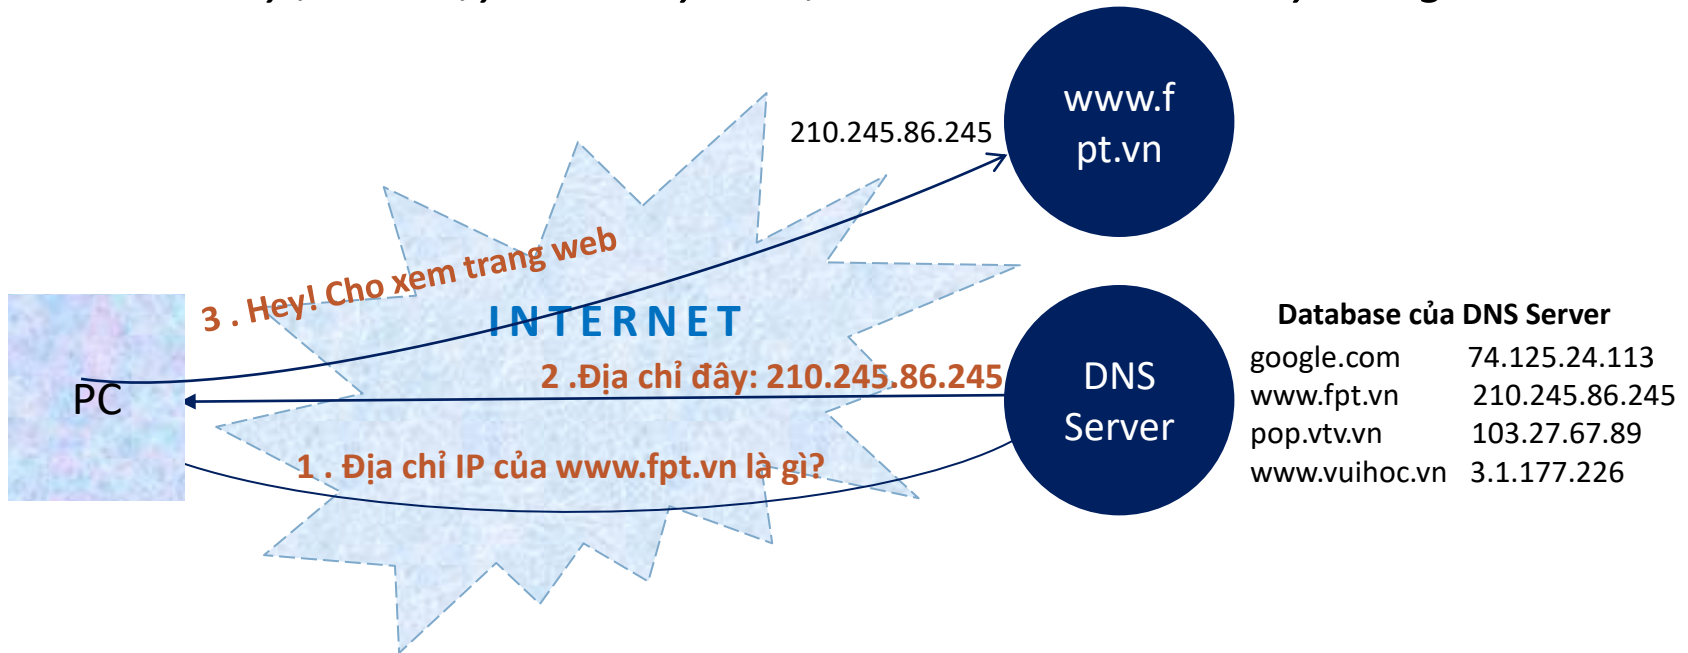 www.f
pt.vn
210.245.86.245
3 . Hey! Cho xem trang web
INTERNET
PC
2 .Địa chỉ đây: 210.245.86.245
1 . Địa chỉ IP của www.fpt.vn là gì?
DNS
Server
Database của DNS Server
google.com 74.125.24.113
www.fpt.vn 210.245.86.245
pop.vtv.vn 103.27.67.89
www.vuihoc.vn 3.1.177.226